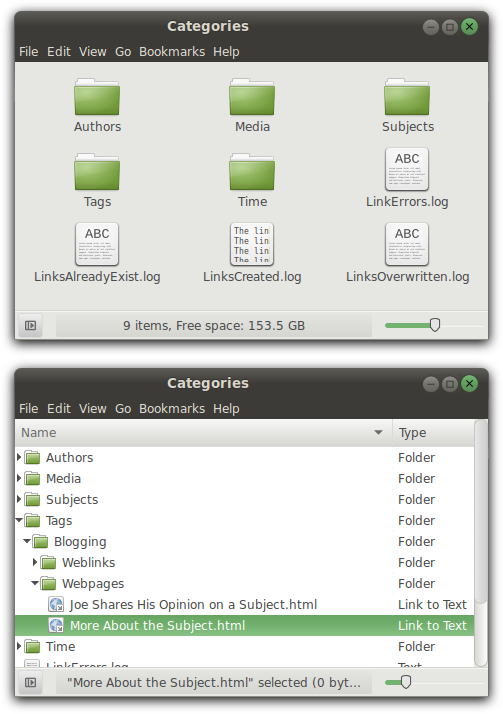 Categories
File Edit View Go Bookmarks Help
Authors Media Subjects
ABC
Tags Time LinkErrors.log
ABC The lin ABC
The lin
The lin
The lin
LinksAlreadyExist.log LinksCreated.log LinksOverwritten.log
9 items, Free space: 153.5 GB
Categories
File Edit View Go Bookmarks Help
Name Type
Authors Folder
Media Folder
Subjects Folder
Tags Folder
Blogging Folder
Weblinks Folder
Webpages Folder
Joe Shares His Opinion on a Subject.html Link to Text
More About the Subject.html Link to Text
Time Folder
LinkErrors.log Text
"More About the Subject.html" selected (0 byt...